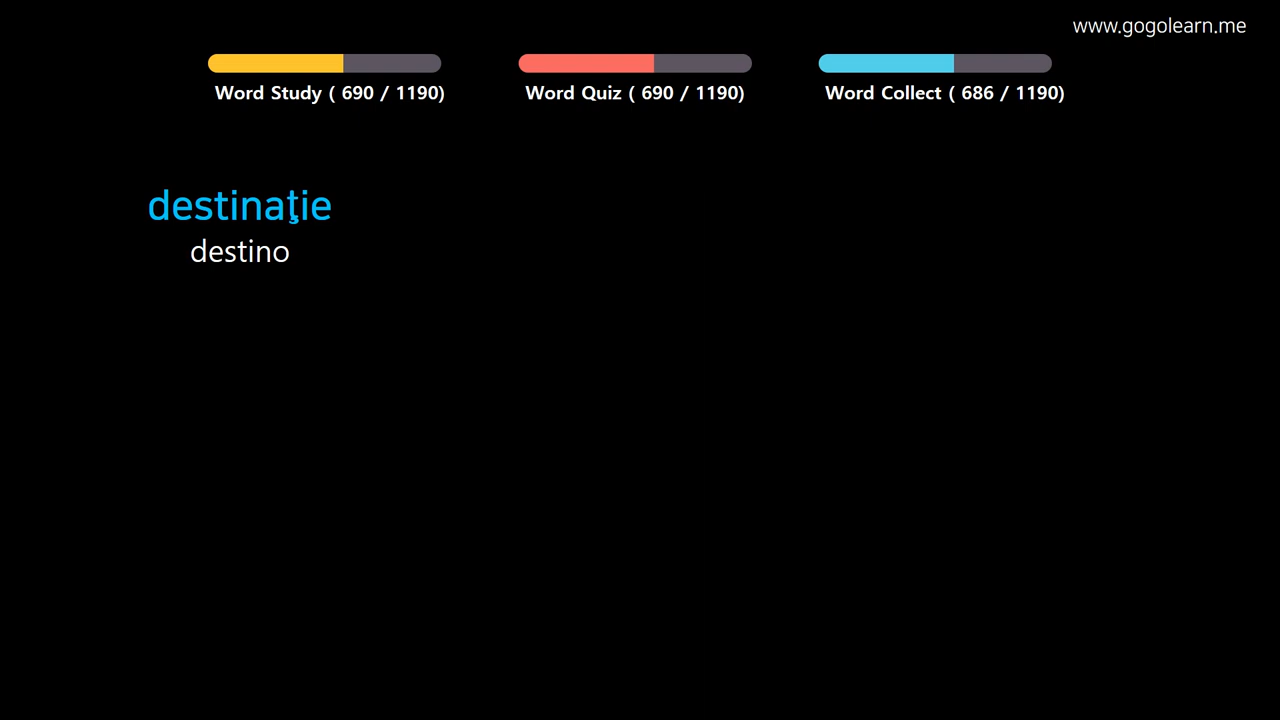 www.gogolearn.me
Word Study ( 690 / 1190)
Word Quiz ( 690 / 1190)
Word Collect ( 686 / 1190)
destinaţie
destino